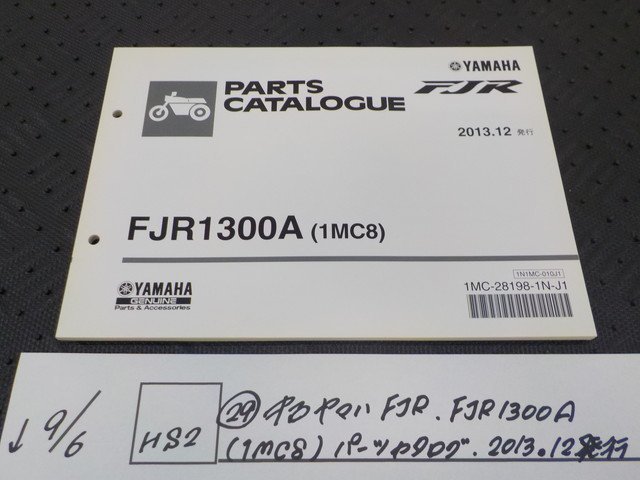 YAMAHA
PARTS
CATALOGUE
FJR
2013.12 発行
FJR1300A (1MC8)
YAMAHA
GENUINE
Parts & Accessories
1N1MC-010J1
1MC-28198-1N-J1
↓ 9/6
HS2
㉙ ヤマハ FJR. FJR1300A
(1MC8) パーツカタログ. 2013.12発行